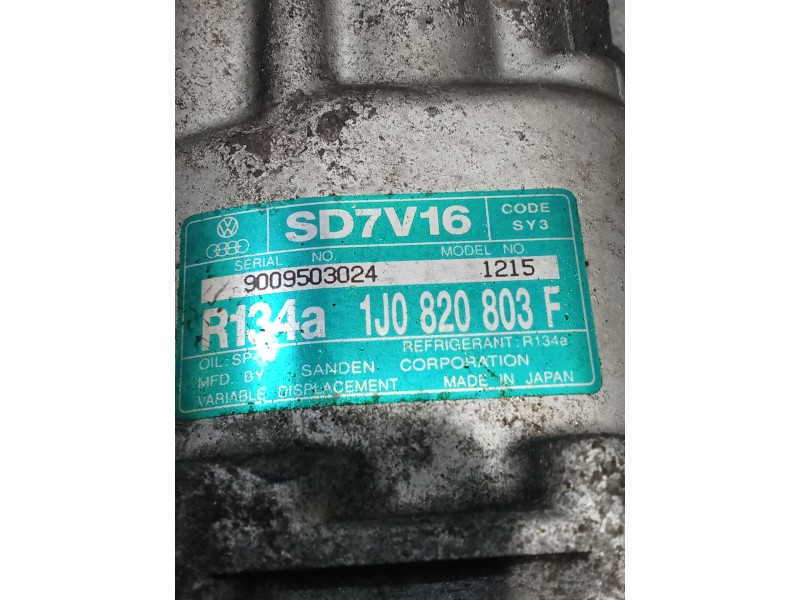 SD7V16 CODE SY3
SERIAL NO. MODEL NO.
9009503024 1215
R134a 1J0 820 803 F
OIL: REFRIGERANT: R134a
MFD. BY SANDEN CORPORATION
VARIABLE DISPLACEMENT MADE IN JAPAN